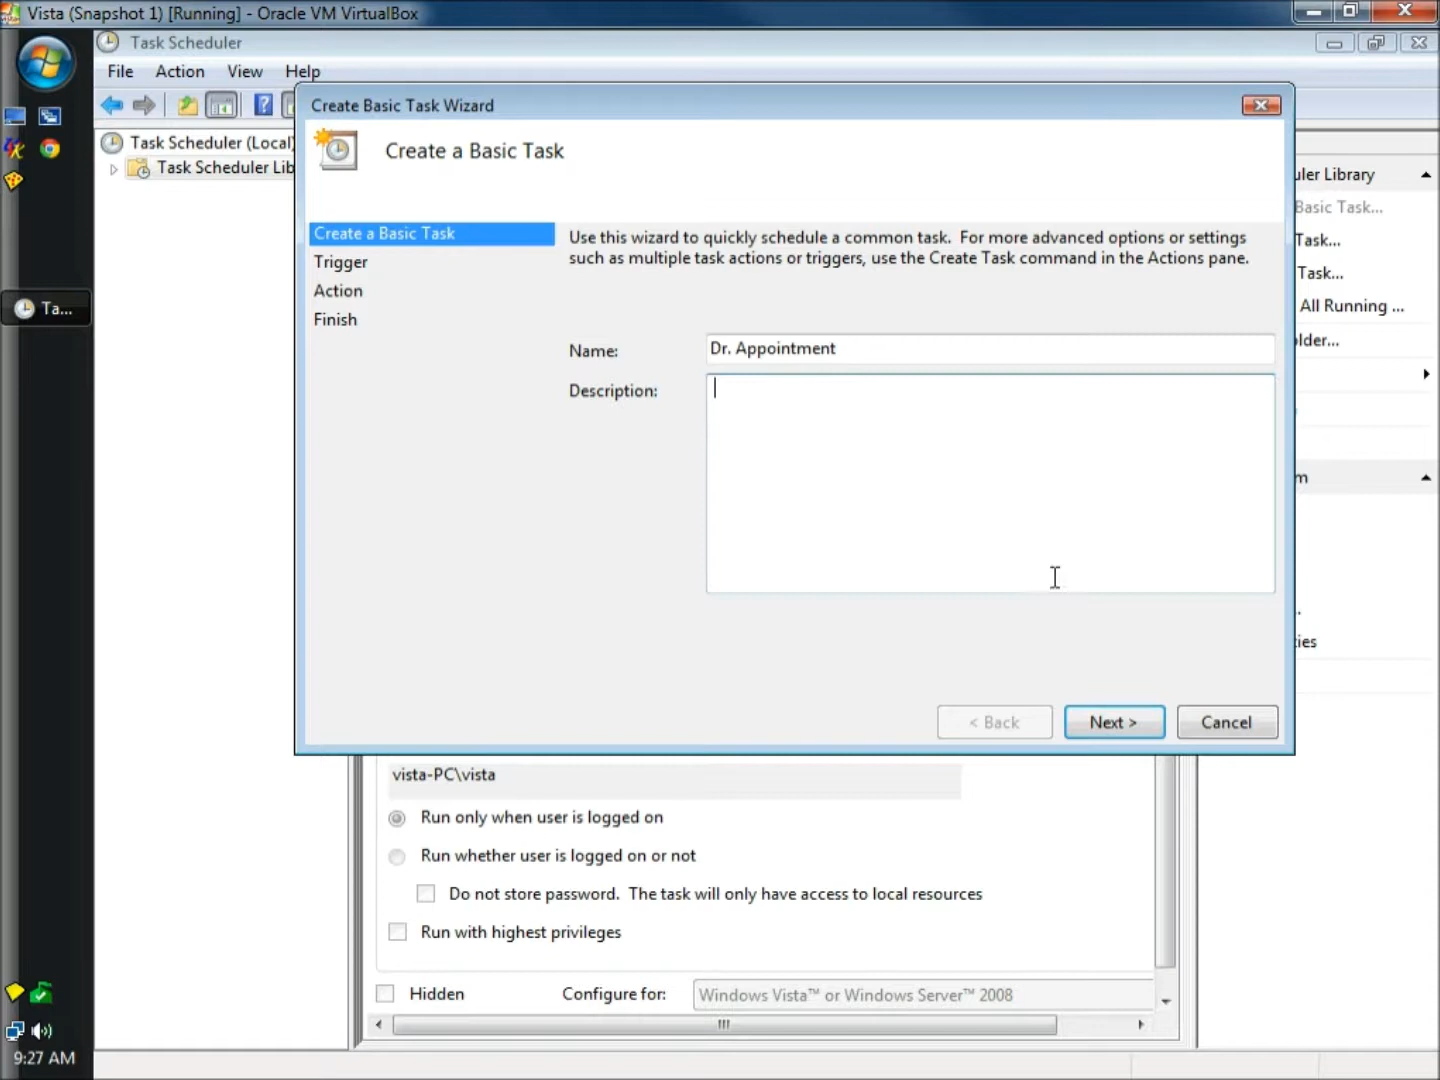 Vista (Snapshot 1) [Running] - Oracle VM VirtualBox
Task Scheduler
File Action View Help
Create Basic Task Wizard
Task Scheduler (Local)
Task Scheduler Lib
Create a Basic Task
Create a Basic Task
Trigger
Action
Finish
Use this wizard to quickly schedule a common task. For more advanced options or settings
such as multiple task actions or triggers, use the Create Task command in the Actions pane.
Name: Dr. Appointment
Description:
< Back Next > Cancel
uler Library
Basic Task...
Task...
Task...
All Running ...
lder...
m
ies
Ta...
vista-PC\vista
Run only when user is logged on
Run whether user is logged on or not
Do not store password. The task will only have access to local resources
Run with highest privileges
Hidden Configure for: Windows Vista™ or Windows Server™ 2008
9:27 AM